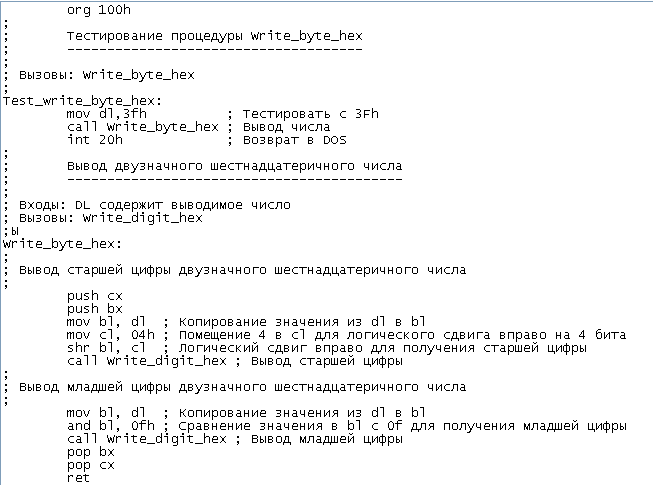 org 100h
;
;       Тестирование процедуры Write_byte_hex
;       -------------------------------------
;
; Вызовы: Write_byte_hex
;
Test_write_byte_hex:
        mov dl,3fh          ; Тестировать с 3Fh
        call Write_byte_hex ; Вывод числа
        int 20h             ; Возврат в DOS
;
;       Вывод двузначного шестнадцатеричного числа
;       ------------------------------------------
;
; Входы: DL содержит выводимое число
; Вызовы: Write_digit_hex
;ы
Write_byte_hex:
;
; Вывод старшей цифры двузначного шестнадцатеричного числа
;
        push cx
        push bx
        mov bl, dl  ; Копирование значения из dl в bl
        mov cl, 04h ; Помещение 4 в cl для логического сдвига вправо на 4 бита
        shr bl, cl  ; Логический сдвиг вправо для получения старшей цифры
        call Write_digit_hex ; Вывод старшей цифры
;
; Вывод младшей цифры двузначного шестнадцатеричного числа
;
        mov bl, dl  ; Копирование значения из dl в bl
        and bl, 0fh ; Сравнение значения в bl с 0f для получения младшей цифры
        call Write_digit_hex ; Вывод младшей цифры
        pop bx
        pop cx
        ret